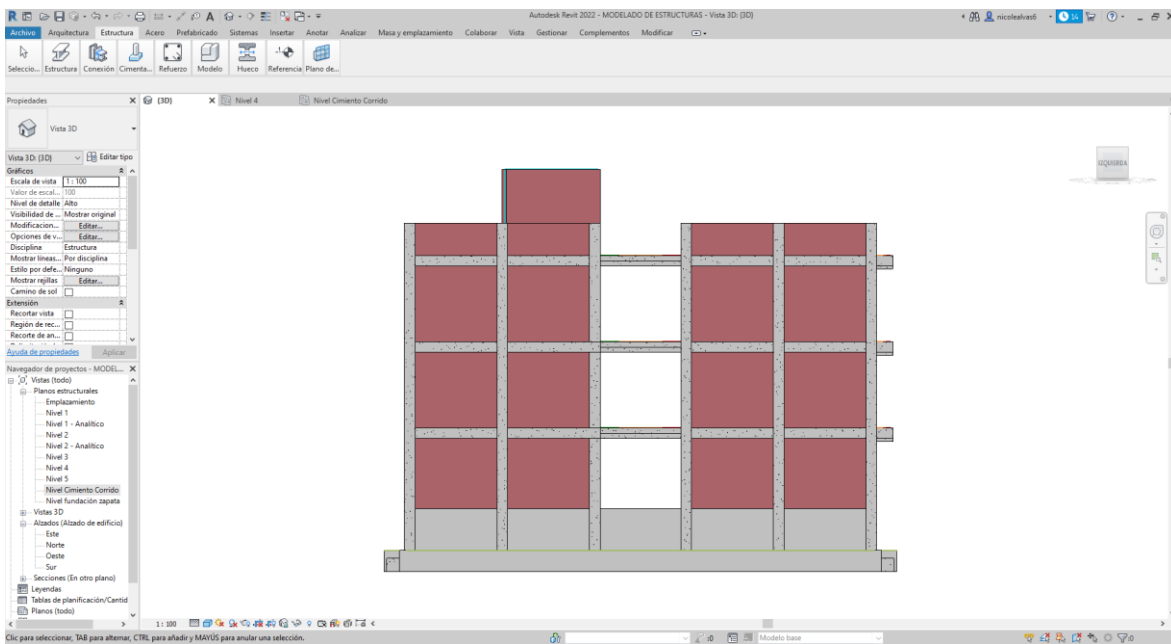 Autodesk Revit 2022 - MODELADO DE ESTRUCTURAS - Vista 3D: {3D}
nicolealvas6
14
Archivo Arquitectura Estructura Acero Prefabricado Sistemas Insertar Anotar Analizar Masa y emplazamiento Colaborar Vista Gestionar Complementos Modificar
Seleccio... Estructura Conexión Cimenta... Refuerzo Modelo Hueco Referencia Plano de...
Propiedades
{3D} Nivel 4 Nivel Cimiento Corrido
Vista 3D
Vista 3D: {3D} Editar tipo
Gráficos
Escala de vista 1 : 100
Valor de escal... 100
Nivel de detalle Alto
Visibilidad de ... Mostrar original
Modificacion... Editar...
Opciones de v... Editar...
Disciplina Estructura
Mostrar líneas... Por disciplina
Estilo por defe... Ninguno
Mostrar rejillas Editar...
Camino de sol
Extensión
Recortar vista
Región de rec...
Recorte de an...
Ayuda de propiedades Aplicar
Navegador de proyectos - MODEL...
Vistas (todo)
Planos estructurales
Emplazamiento
Nivel 1
Nivel 1 - Analítico
Nivel 2
Nivel 2 - Analítico
Nivel 3
Nivel 4
Nivel 5
Nivel Cimiento Corrido
Nivel fundación zapata
Vistas 3D
Alzados (Alzado de edificio)
Este
Norte
Oeste
Sur
Secciones (En otro plano)
Leyendas
Tablas de planificación/Cantid
Planos (todo)
IZQUIERDA
1 : 100
Clic para seleccionar, TAB para alternar, CTRL para añadir y MAYÚS para anular una selección.
:0 Modelo base
:0